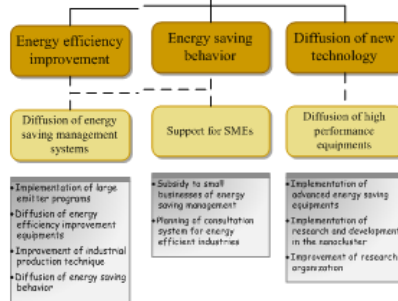 Energy efficiency
improvement
Energy saving
behavior
Diffusion of new
technology
Diffusion of energy
saving management
systems
Support for SMEs
Diffusion of high
performance
equipments
• Implementation of large
emitter programs
• Diffusion of energy
efficiency improvement
equipments
• Improvement of industrial
production technique
• Diffusion of energy saving
behavior
• Subsidy to small
businesses of energy
saving management
• Planning of consultation
system for energy
efficient industries
• Implementation of
advanced energy saving
equipments
• Implementation of
research and development
in the nanocluster
• Improvement of research
organization